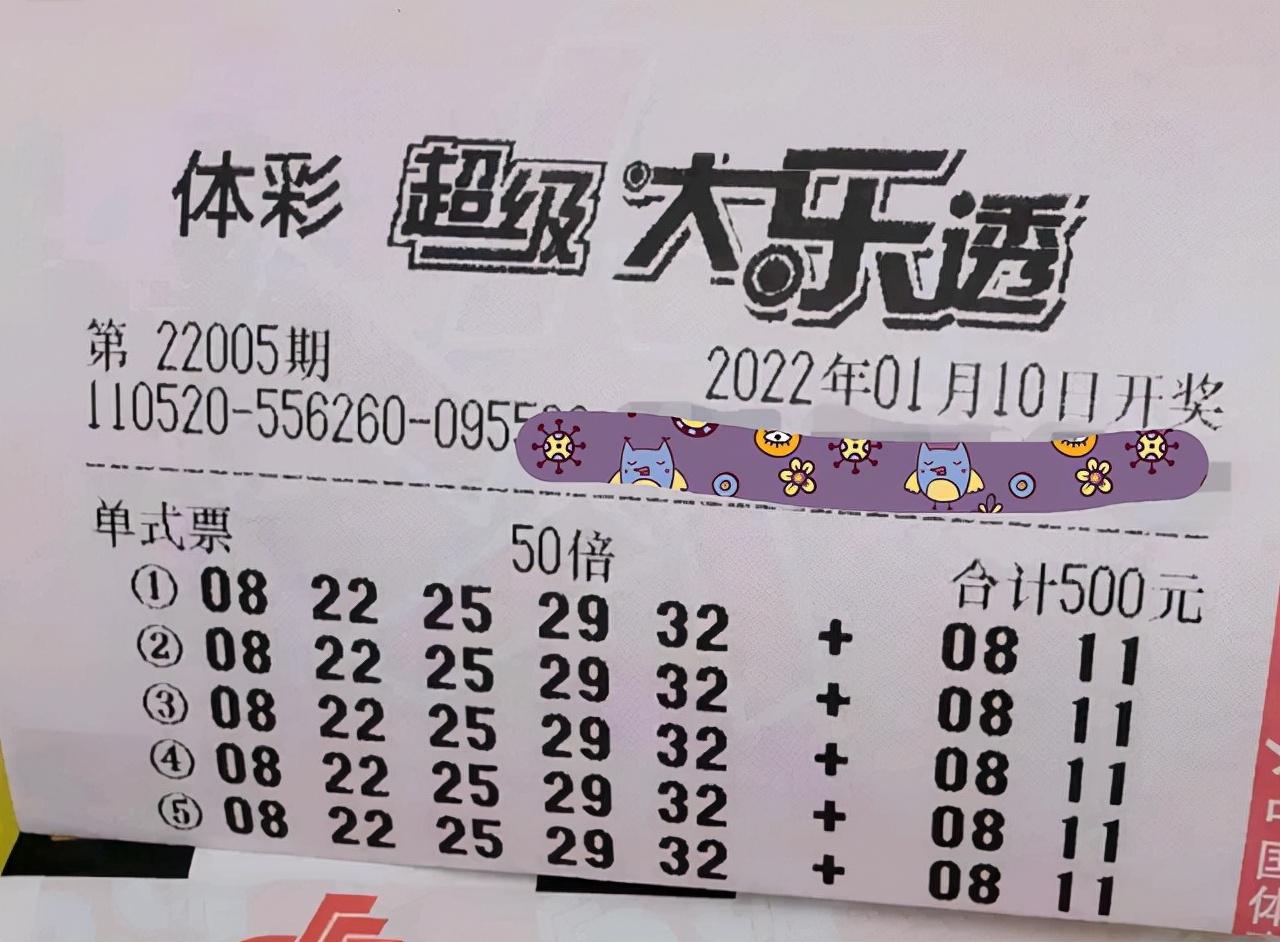 体彩 超级大乐透
第 22005期 2022年01月10日开奖
110520-556260-095
单式票 50倍 合计500元
① 08 22 25 29 32 + 08 11
② 08 22 25 29 32 + 08 11
③ 08 22 25 29 32 + 08 11
④ 08 22 25 29 32 + 08 11
⑤ 08 22 25 29 32 + 08 11
中国体